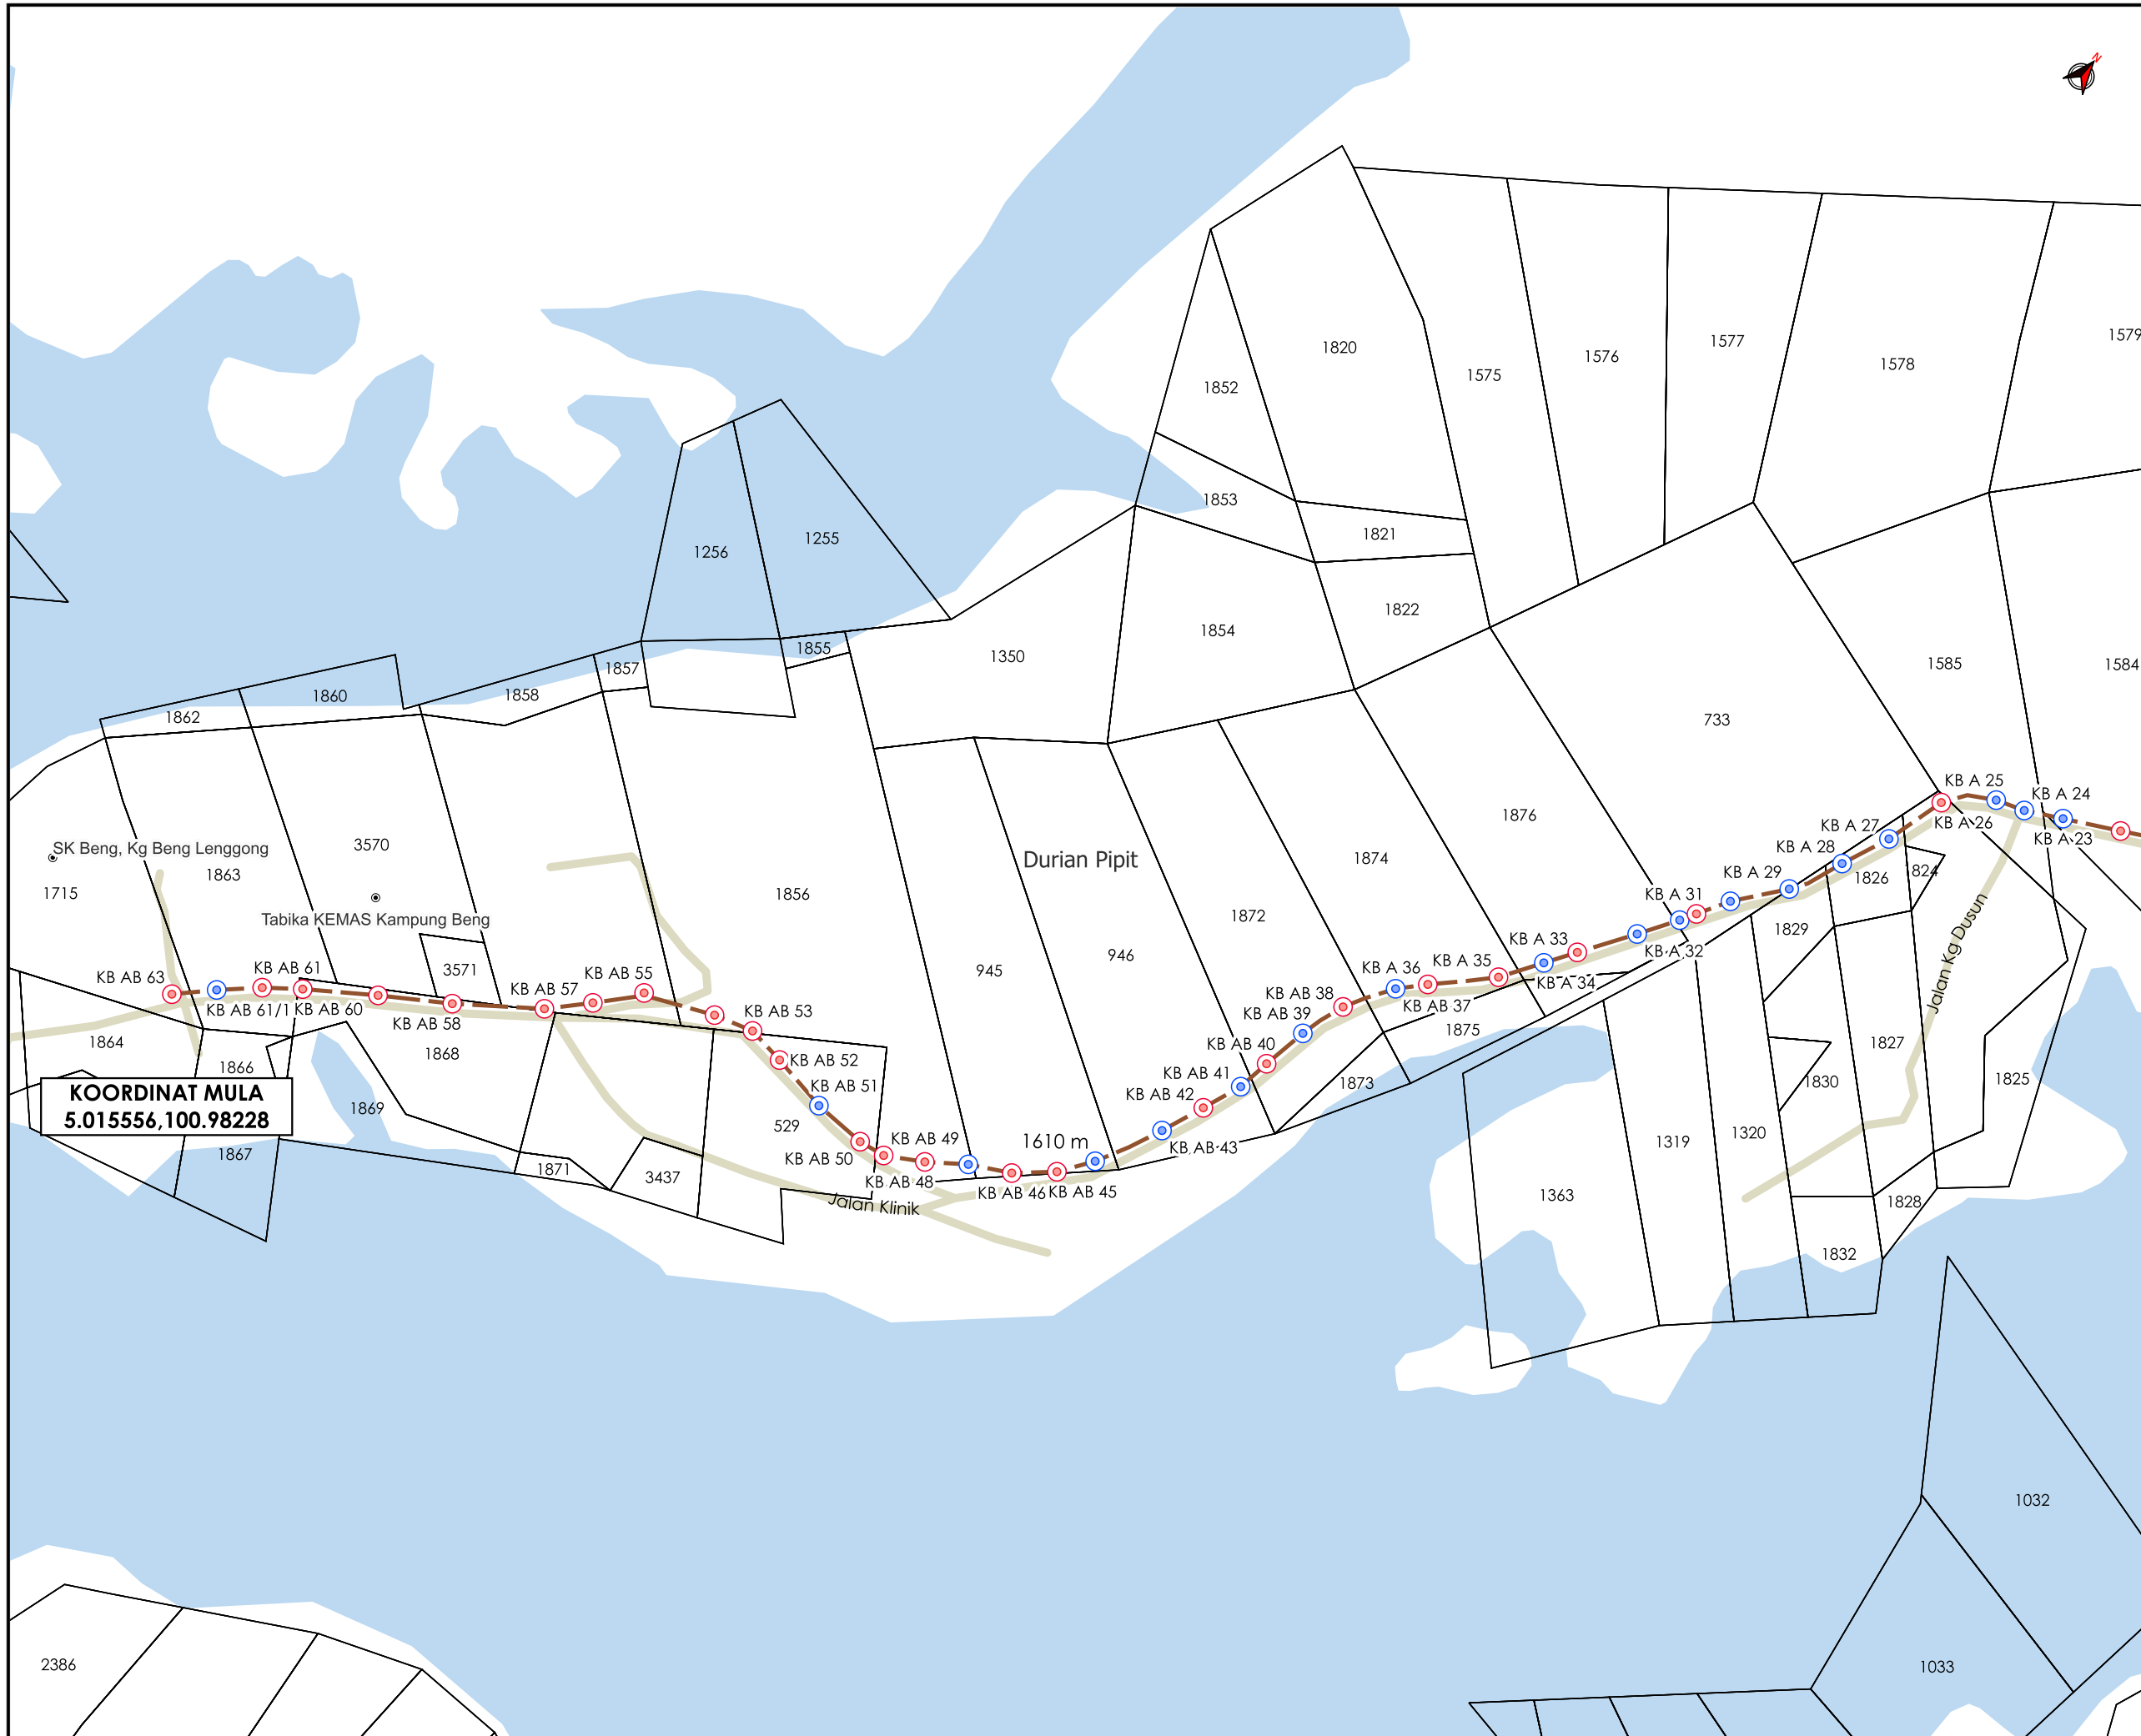 N
1820
1852
1575
1576
1577
1578
1579
1853
1821
1256
1255
1822
1854
1855
1350
1857
1585
1584
1860
1858
1862
733
KB A 25
KB A 24
KB A 26
KB A 23
KB A 27
KB A 28
1876
3570
SK Beng, Kg Beng Lenggong
1863
1715
Tabika KEMAS Kampung Beng
Durian Pipit
1856
1874
1872
KB A 29
1826
1824
KB A 31
1829
Jalan Kg Dusun
KB A 33
KB A 32
945
946
KB AB 63
KB AB 61
3571
KB AB 55
KB A 35
KB A 36
KB A 34
KB AB 61/1
KB AB 60
KB AB 57
KB AB 58
KB AB 53
KB AB 38
KB AB 37
KB AB 39
1875
1864
1868
KB AB 40
1827
1866
KB AB 52
KB AB 51
KB AB 41
1873
KB AB 42
1830
1825
KOORDINAT MULA
5.015556,100.98228
1869
529
KB AB 49
1610 m
KB AB 43
1319
1320
1867
1871
3437
KB AB 50
KB AB 48
KB AB 46
KB AB 45
Jalan Klinik
1363
1828
1832
1032
2386
1033